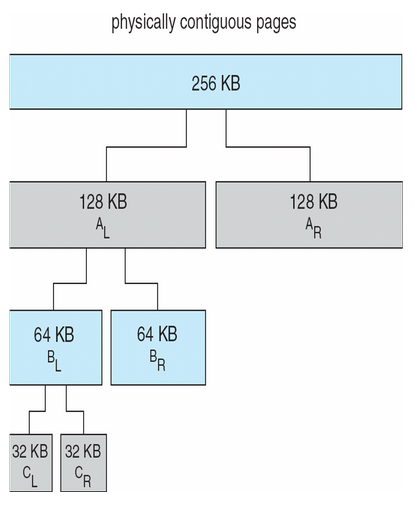 physically contiguous pages
256 KB
128 KB
A_L
128 KB
A_R
64 KB
B_L
64 KB
B_R
32 KB
C_L
32 KB
C_R